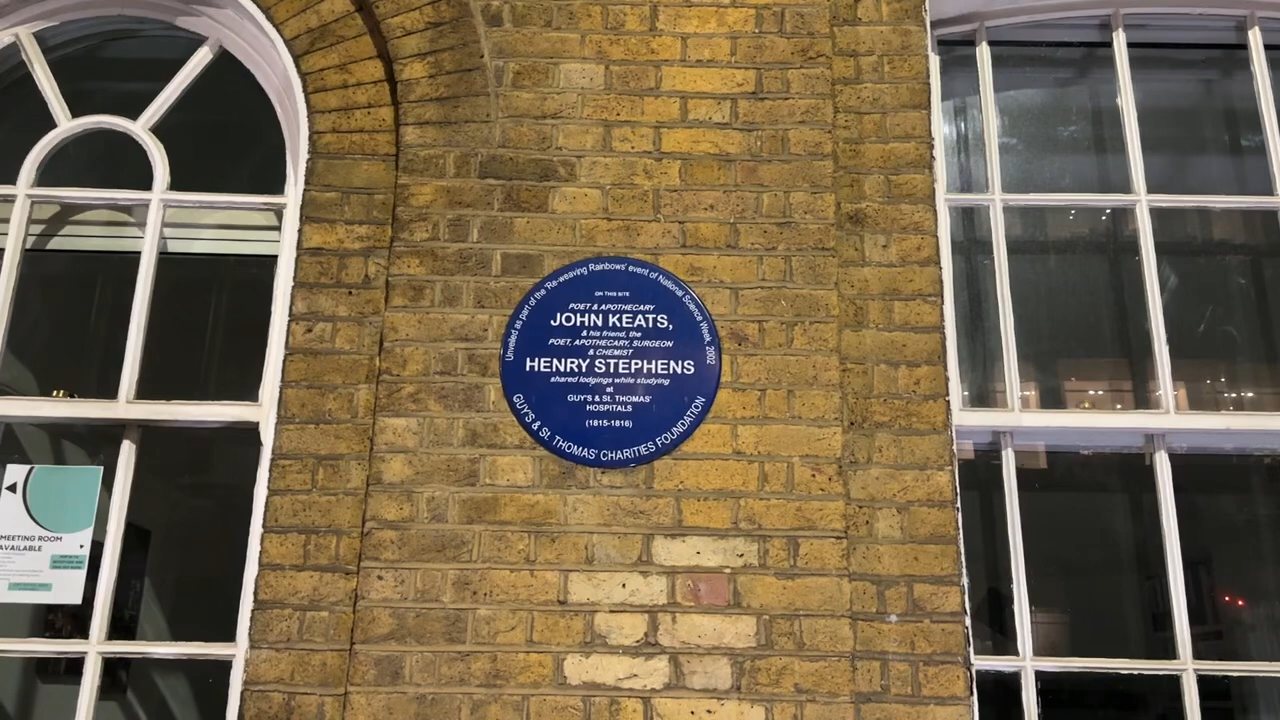 Unveiled as part of the 'Re-weaving Rainbows' event of National Science Week, 2002
ON THIS SITE
POET & APOTHECARY
JOHN KEATS,
& his friend, the
POET, APOTHECARY, SURGEON
& CHEMIST
HENRY STEPHENS
shared lodgings while studying
at
GUY'S & St. THOMAS'
HOSPITALS
(1815-1816)
GUY'S & St. THOMAS' CHARITIES FOUNDATION
MEETING ROOM
AVAILABLE